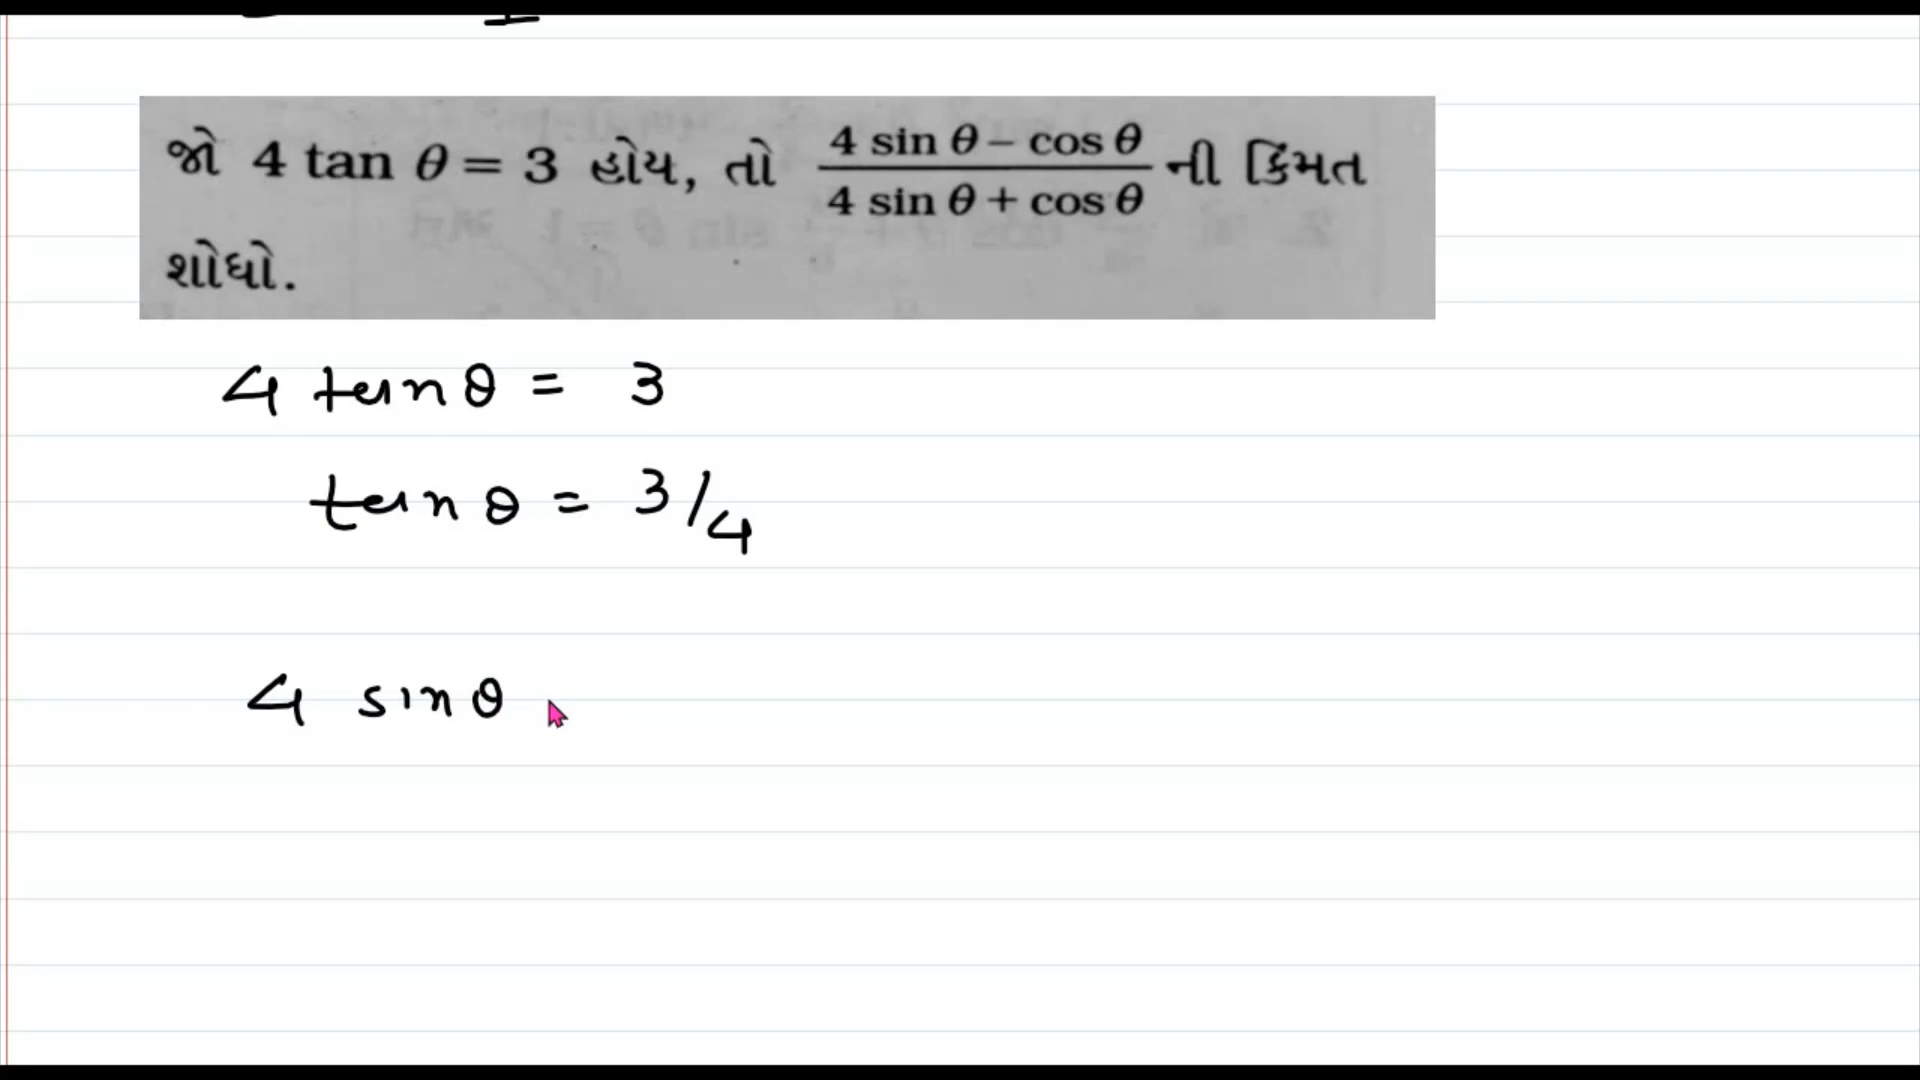 જો 4 tan θ = 3 હોય, તો (4 sin θ – cos θ)/(4 sin θ + cos θ) ની કિંમત
શોધો.
4 tan θ = 3
tan θ = 3/4
4 sin θ